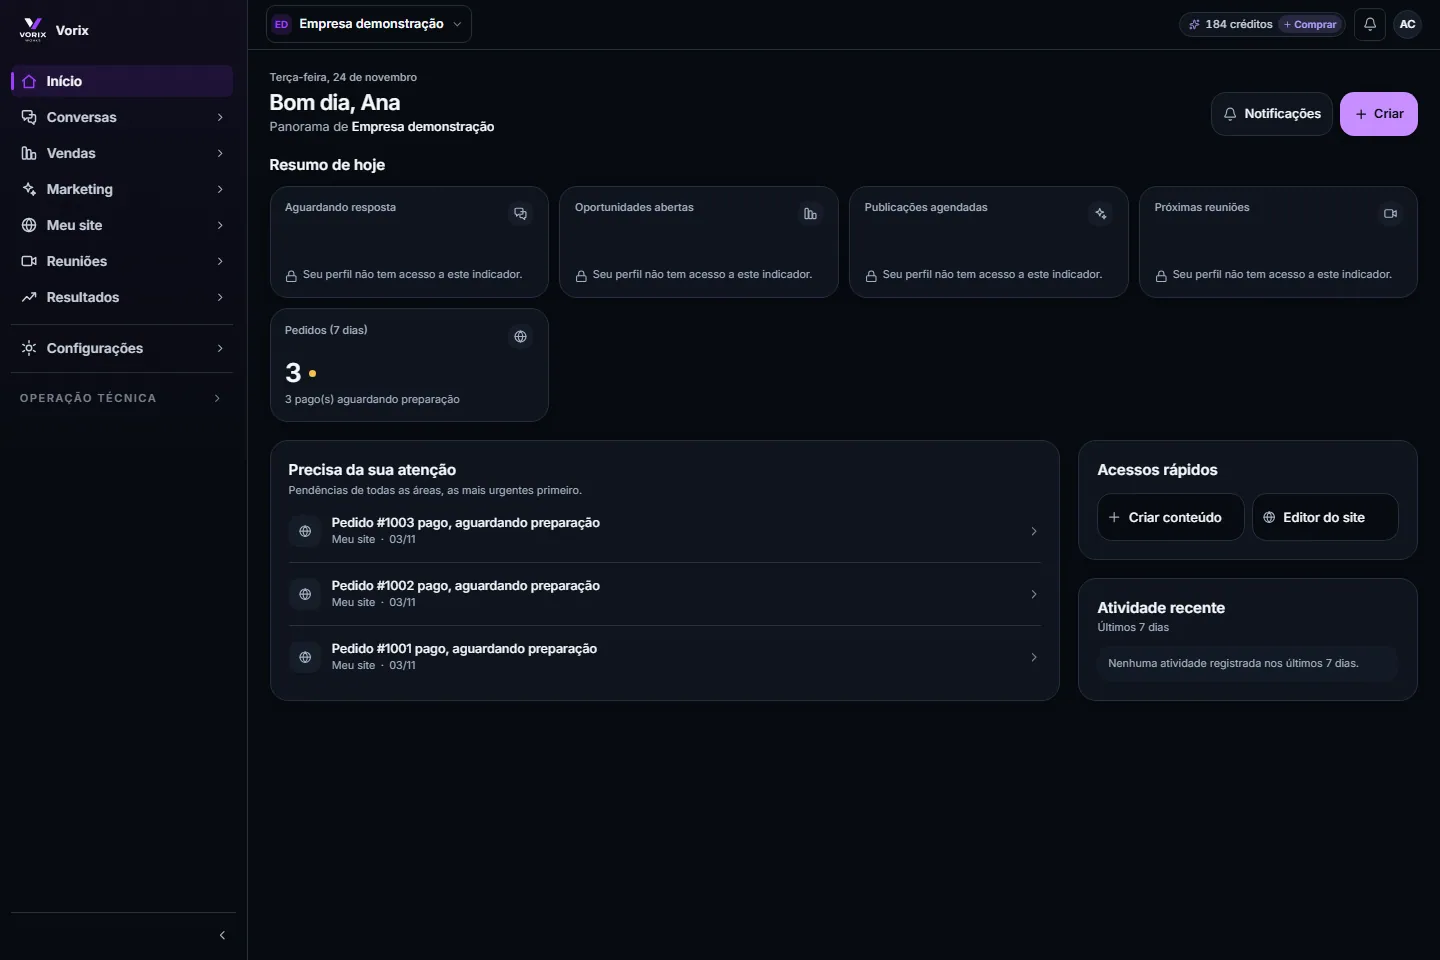 VORIX
Vorix
Início
Conversas
Vendas
Marketing
Meu site
Reuniões
Resultados
Configurações
OPERAÇÃO TÉCNICA
ED Empresa demonstração
184 créditos + Comprar
AC
Terça-feira, 24 de novembro
Bom dia, Ana
Panorama de Empresa demonstração
Notificações
+ Criar
Resumo de hoje
Aguardando resposta
Seu perfil não tem acesso a este indicador.
Oportunidades abertas
Seu perfil não tem acesso a este indicador.
Publicações agendadas
Seu perfil não tem acesso a este indicador.
Próximas reuniões
Seu perfil não tem acesso a este indicador.
Pedidos (7 dias)
3
3 pago(s) aguardando preparação
Precisa da sua atenção
Pendências de todas as áreas, as mais urgentes primeiro.
Pedido #1003 pago, aguardando preparação
Meu site · 03/11
Pedido #1002 pago, aguardando preparação
Meu site · 03/11
Pedido #1001 pago, aguardando preparação
Meu site · 03/11
Acessos rápidos
+ Criar conteúdo
Editor do site
Atividade recente
Últimos 7 dias
Nenhuma atividade registrada nos últimos 7 dias.